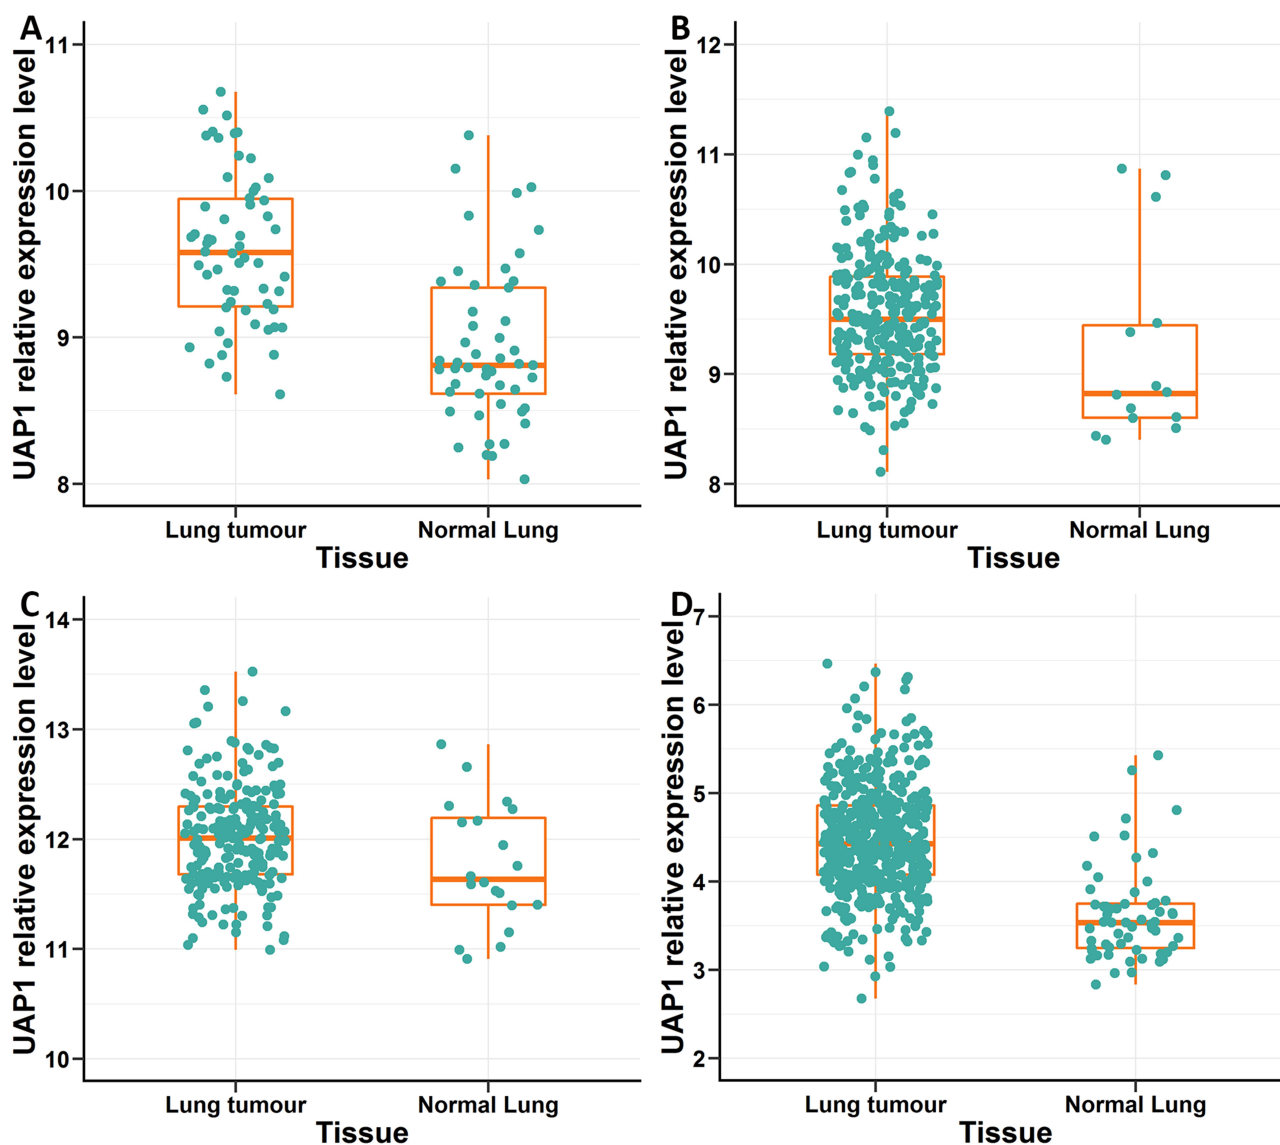 A
UAP1 relative expression level
11
10
9
8
Lung tumour Normal Lung
Tissue
B
UAP1 relative expression level
12
11
10
9
8
Lung tumour Normal Lung
Tissue
C
UAP1 relative expression level
14
13
12
11
10
Lung tumour Normal Lung
Tissue
D
UAP1 relative expression level
7
6
5
4
3
2
Lung tumour Normal Lung
Tissue